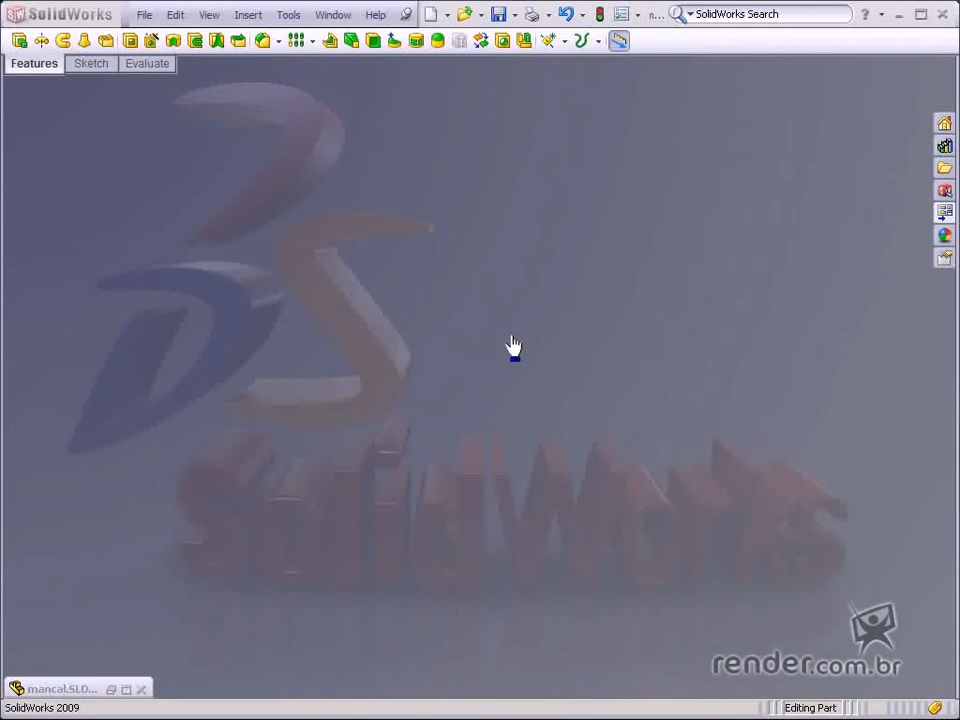 SolidWorks File Edit View Insert Tools Window Help n... SolidWorks Search ?
Features Sketch Evaluate
DS
SolidWorks
render.com.br
mancal.SLD...
SolidWorks 2009 Editing Part